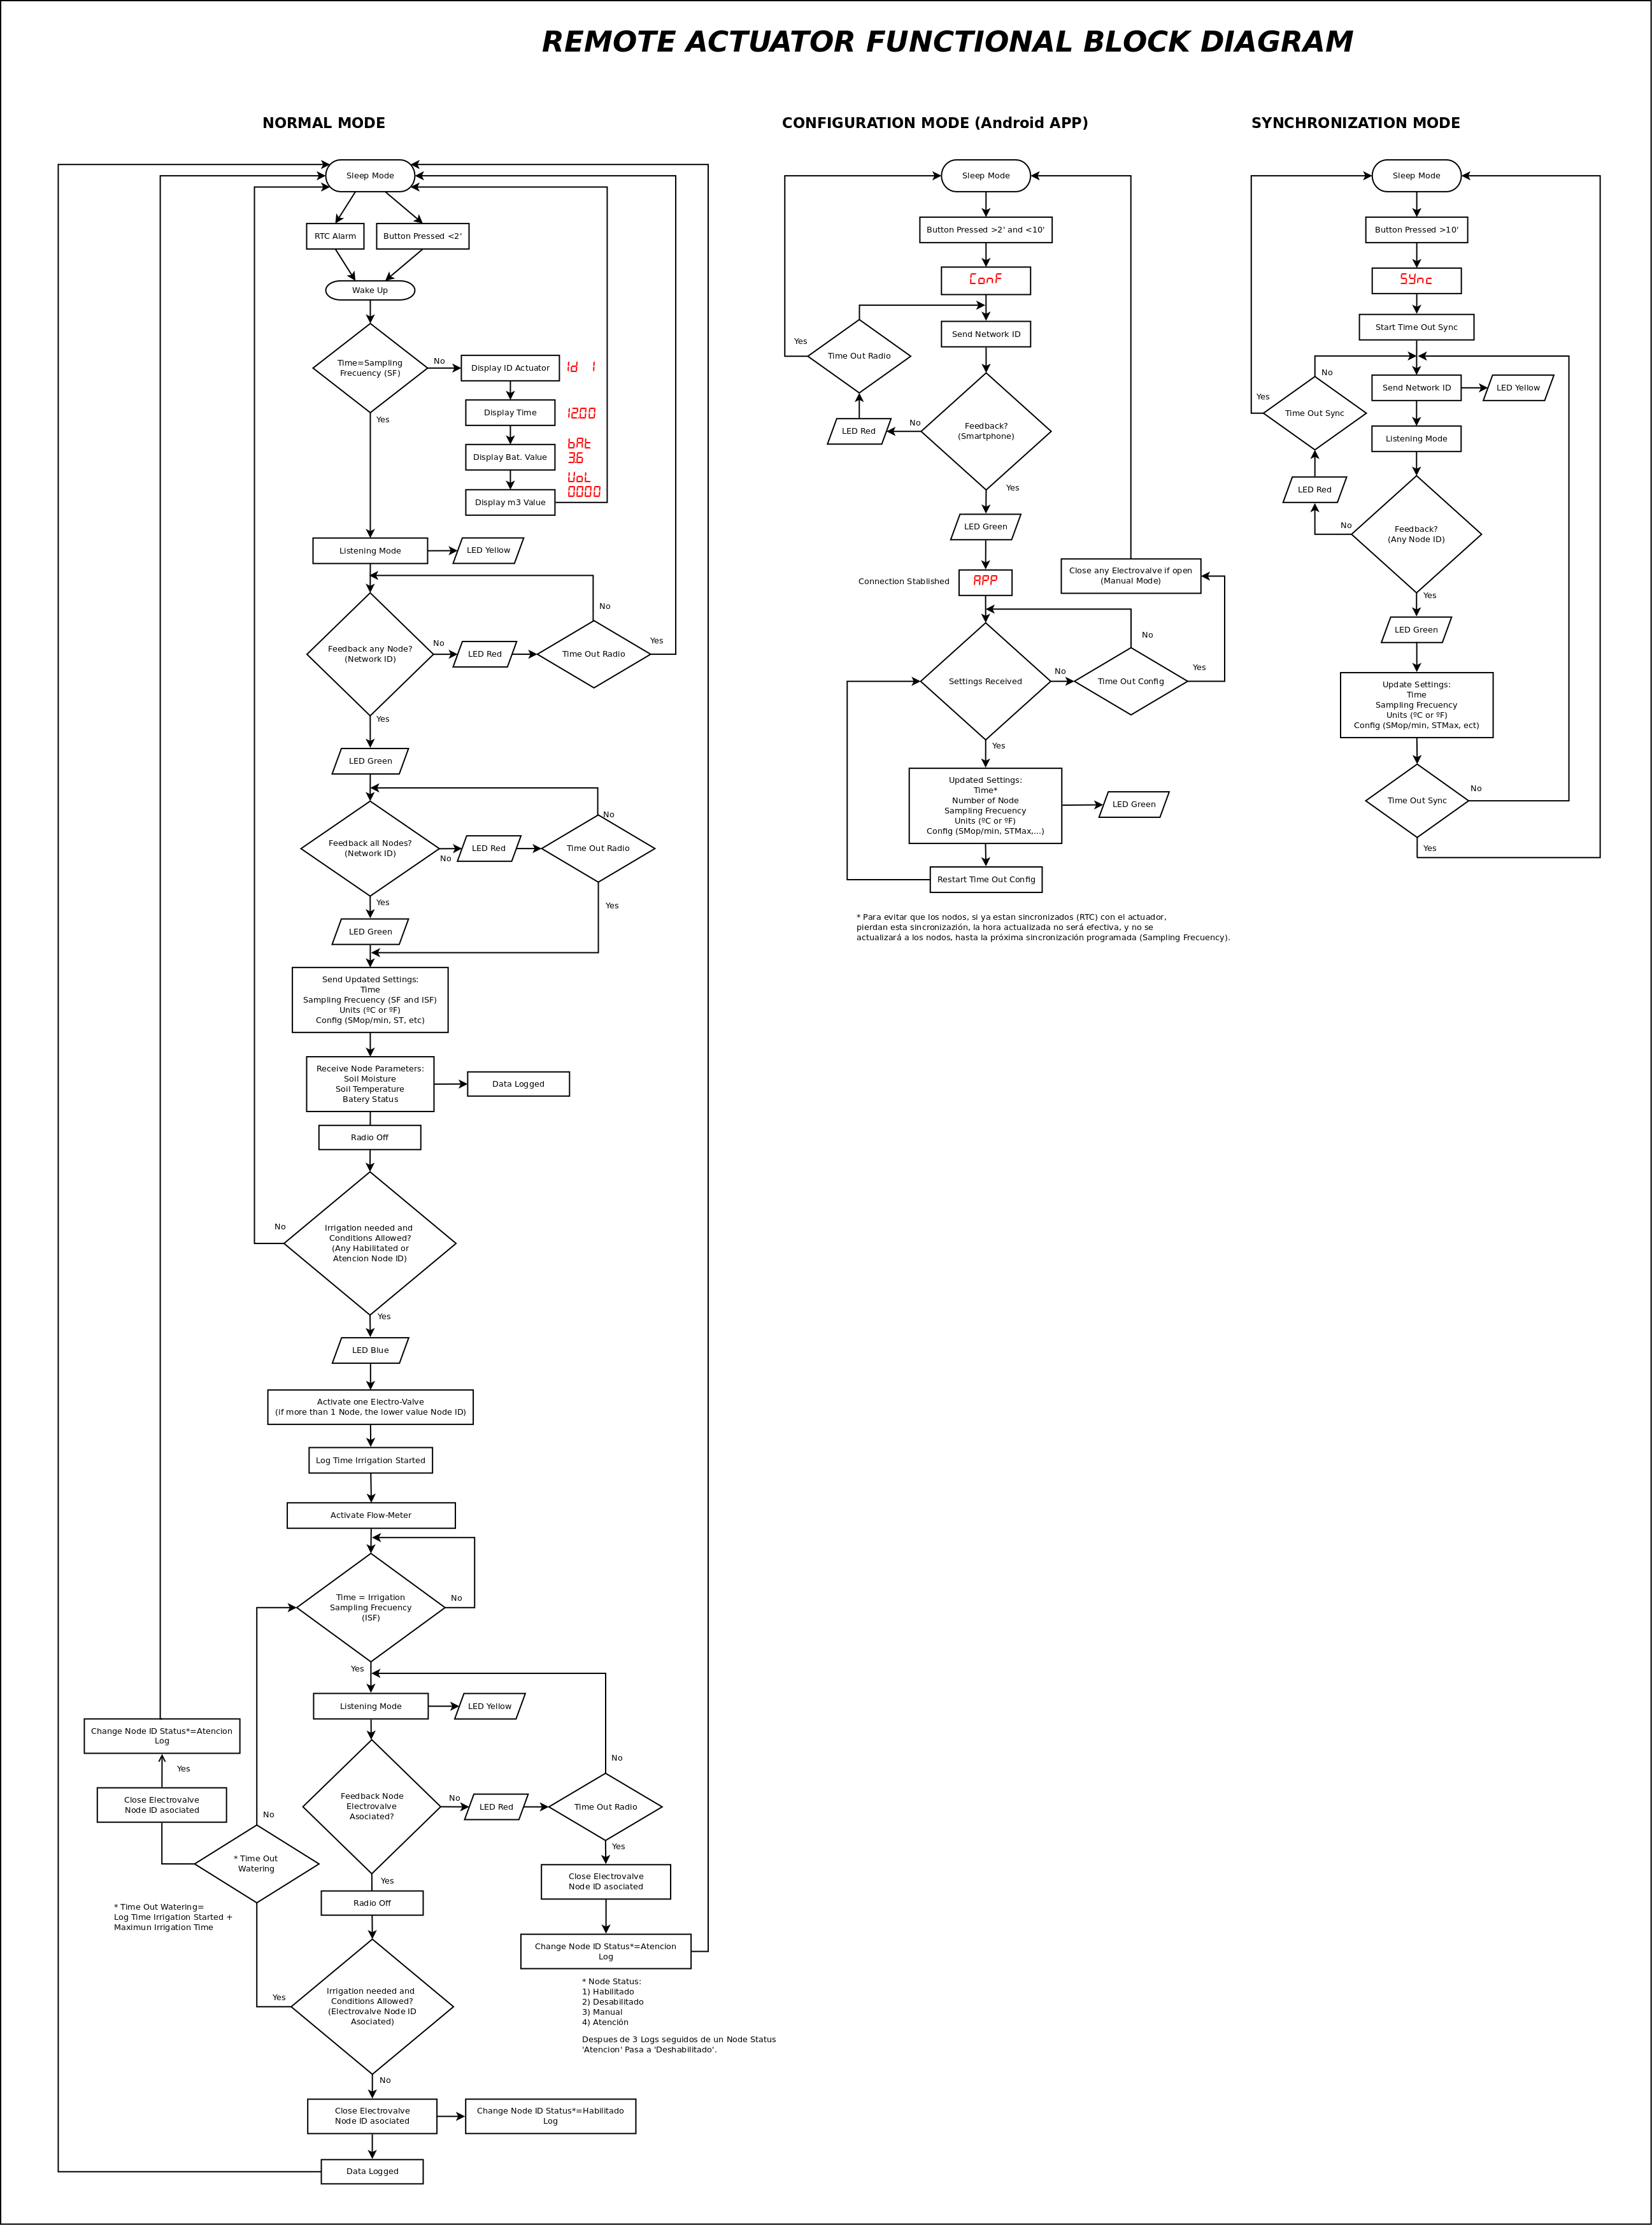 REMOTE ACTUATOR FUNCTIONAL BLOCK DIAGRAM
NORMAL MODE
Sleep Mode
RTC Alarm
Button Pressed <2'
Wake Up
Time=Sampling
Frecuency (SF)
No
Yes
Display ID Actuator
Id 1
Display Time
12.00
Display Bat. Value
bAt
3.6
Display m3 Value
UoL
0000
Listening Mode
LED Yellow
Feedback any Node?
(Network ID)
No
LED Red
Time Out Radio
No
Yes
Yes
LED Green
Feedback all Nodes?
(Network ID)
No
LED Red
Time Out Radio
No
Yes
Yes
LED Green
Send Updated Settings:
Time
Sampling Frecuency (SF and ISF)
Units (ºC or ºF)
Config (SMop/min, ST, etc)
Receive Node Parameters:
Soil Moisture
Soil Temperature
Batery Status
Data Logged
Radio Off
Irrigation needed and
Conditions Allowed?
(Any Habilitated or
Atencion Node ID)
No
Yes
LED Blue
Activate one Electro-Valve
(if more than 1 Node, the lower value Node ID)
Log Time Irrigation Started
Activate Flow-Meter
Time = Irrigation
Sampling Frecuency
(ISF)
No
Yes
Listening Mode
LED Yellow
Feedback Node
Electrovalve
Asociated?
No
LED Red
Time Out Radio
No
Yes
Close Electrovalve
Node ID asociated
Change Node ID Status*=Atencion
Log
* Node Status:
1) Habilitado
2) Desabilitado
3) Manual
4) Atención
Despues de 3 Logs seguidos de un Node Status
'Atencion' Pasa a 'Deshabilitado'.
Yes
Radio Off
Irrigation needed and
Conditions Allowed?
(Electrovalve Node ID
Asociated)
Yes
No
* Time Out
Watering
No
Close Electrovalve
Node ID asociated
Yes
Change Node ID Status*=Atencion
Log
* Time Out Watering=
Log Time Irrigation Started +
Maximun Irrigation Time
Close Electrovalve
Node ID asociated
Change Node ID Status*=Habilitado
Log
Data Logged
CONFIGURATION MODE (Android APP)
Sleep Mode
Button Pressed >2' and <10'
ConF
Send Network ID
Feedback?
(Smartphone)
No
LED Red
Time Out Radio
Yes
Yes
LED Green
Connection Stablished
APP
Settings Received
No
Time Out Config
No
Yes
Close any Electrovalve if open
(Manual Mode)
Yes
Updated Settings:
Time*
Number of Node
Sampling Frecuency
Units (ºC or ºF)
Config (SMop/min, STMax,...)
LED Green
Restart Time Out Config
* Para evitar que los nodos, si ya estan sincronizados (RTC) con el actuador,
pierdan esta sincronización, la hora actualizada no será efectiva, y no se
actualizará a los nodos, hasta la próxima sincronización programada (Sampling Frecuency).
SYNCHRONIZATION MODE
Sleep Mode
Button Pressed >10'
SYnc
Start Time Out Sync
Send Network ID
LED Yellow
Listening Mode
Feedback?
(Any Node ID)
No
LED Red
Time Out Sync
No
Yes
Yes
LED Green
Update Settings:
Time
Sampling Frecuency
Units (ºC or ºF)
Config (SMop/min, STMax, ect)
Time Out Sync
No
Yes